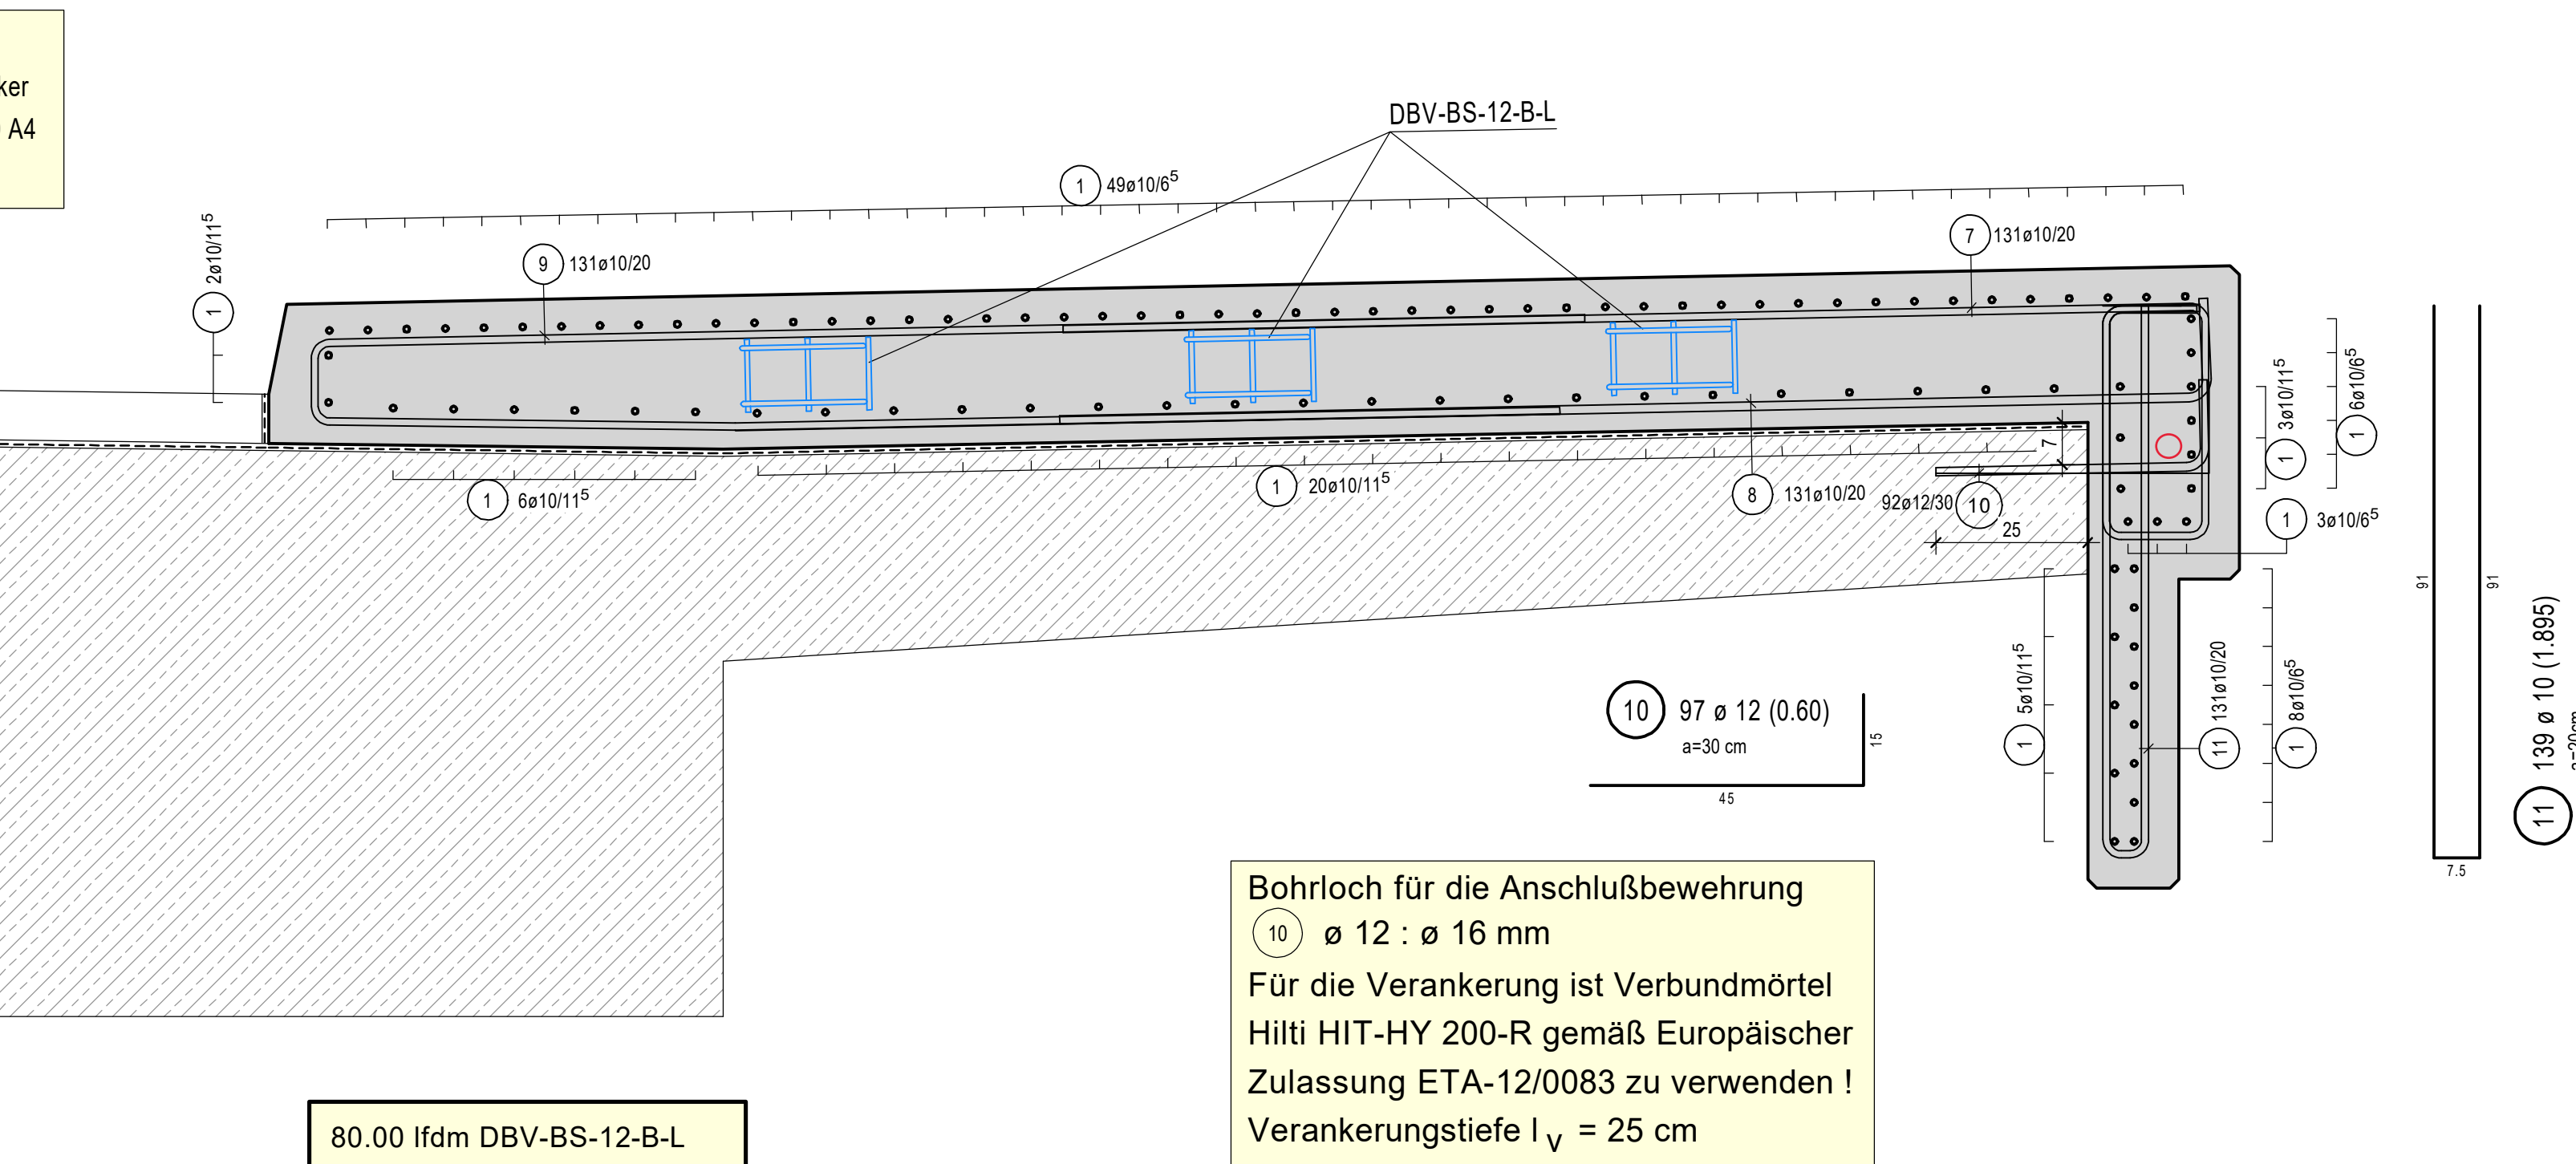 ker
A4
DBV-BS-12-B-L
1 49ø10/6⁵
1 2ø10/11⁵
9 131ø10/20
7 131ø10/20
3ø10/11⁵
1
6ø10/6⁵
1
7
1 6ø10/11⁵
1 20ø10/11⁵
8 131ø10/20
92ø12/30 10
25
1 3ø10/6⁵
91
91
7.5
11 139 ø 10 (1.895)
a=20cm
5ø10/11⁵
1
11 131ø10/20
1 8ø10/6⁵
10 97 ø 12 (0.60)
a=30 cm
15
45
Bohrloch für die Anschlußbewehrung
10 ø 12 : ø 16 mm
Für die Verankerung ist Verbundmörtel
Hilti HIT-HY 200-R gemäß Europäischer
Zulassung ETA-12/0083 zu verwenden !
Verankerungstiefe l v = 25 cm
80.00 lfdm DBV-BS-12-B-L